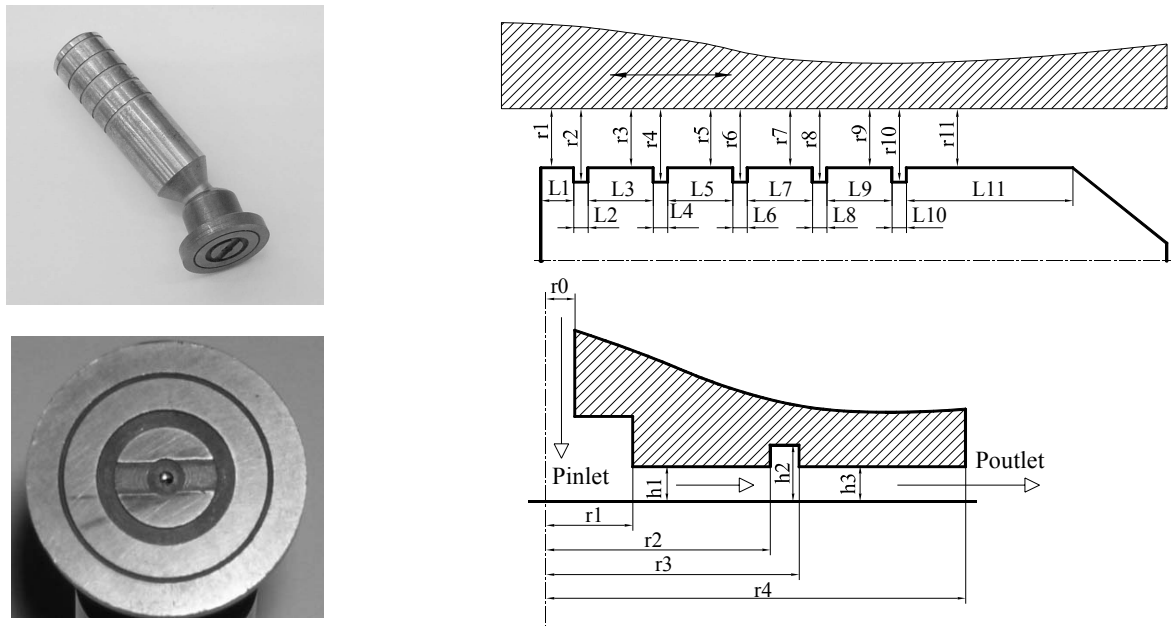 r1 r2 r3 r4 r5 r6 r7 r8 r9 r10 r11
L1 L3 L5 L7 L9 L11
L2 L4 L6 L8 L10
r0
Pinlet
h1
h2
h3
Poutlet
r1
r2
r3
r4